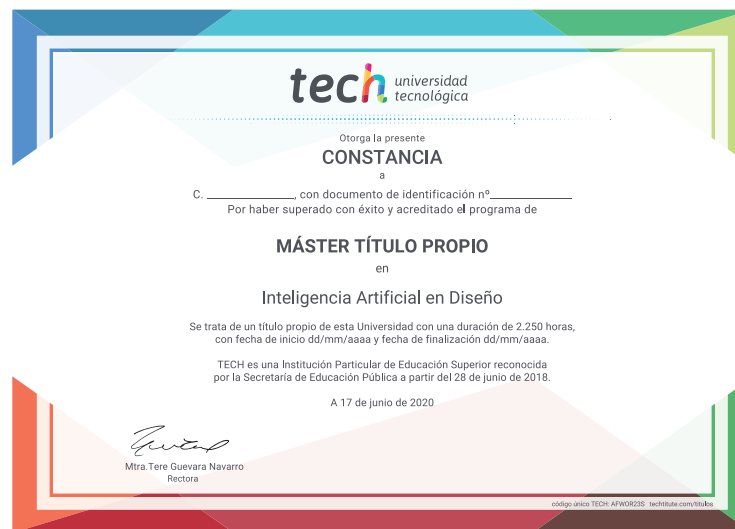 tech universidad
tecnológica
Otorga la presente
CONSTANCIA
a
C. ______________, con documento de identificación nº______________
Por haber superado con éxito y acreditado el programa de
MÁSTER TÍTULO PROPIO
en
Inteligencia Artificial en Diseño
Se trata de un título propio de esta Universidad con una duración de 2.250 horas,
con fecha de inicio dd/mm/aaaa y fecha de finalización dd/mm/aaaa.
TECH es una Institución Particular de Educación Superior reconocida
por la Secretaría de Educación Pública a partir del 28 de junio de 2018.
A 17 de junio de 2020
Mtra.Tere Guevara Navarro
Rectora
código único TECH: AFWOR23S techtitute.com/titulos